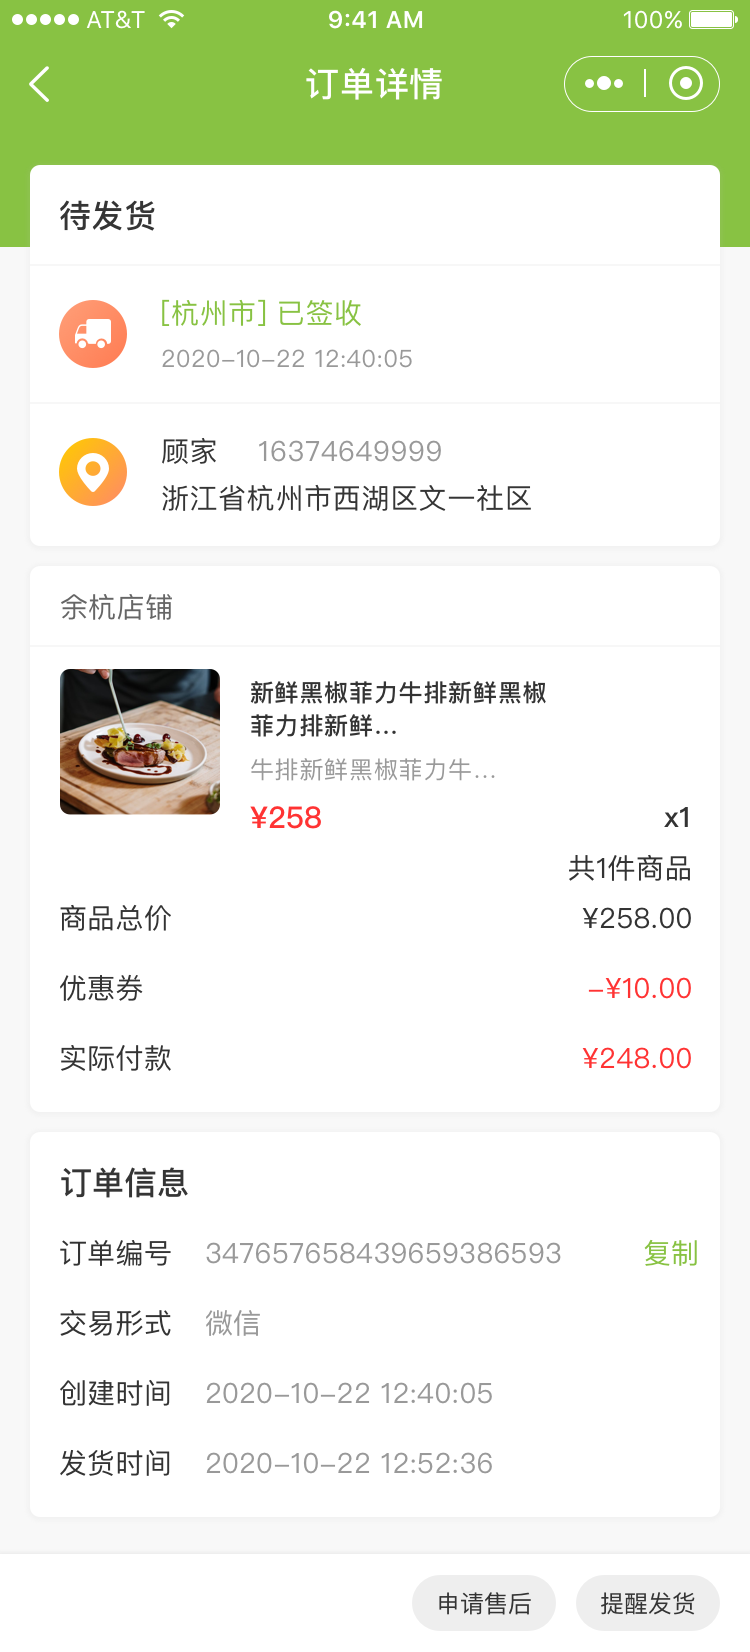 AT&T 9:41 AM 100%
订单详情
待发货
[杭州市] 已签收
2020-10-22 12:40:05
顾家 16374649999
浙江省杭州市西湖区文一社区
余杭店铺
新鲜黑椒菲力牛排新鲜黑椒
菲力排新鲜...
牛排新鲜黑椒菲力牛...
¥258 x1
共1件商品
商品总价 ¥258.00
优惠券 -¥10.00
实际付款 ¥248.00
订单信息
订单编号 347657658439659386593 复制
交易形式 微信
创建时间 2020-10-22 12:40:05
发货时间 2020-10-22 12:52:36
申请售后 提醒发货